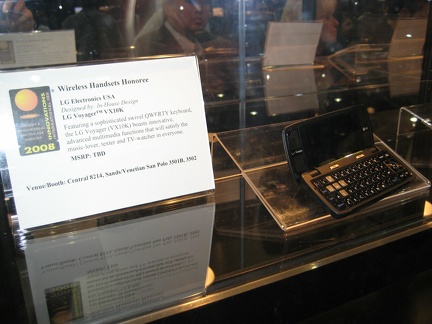 Wireless Handsets Honoree
LG Electronics USA
Designed by: In-House Design
LG Voyager™ VX10K
Featuring a sophisticated swivel QWERTY keyboard,
the LG Voyager (VX10K) boasts innovative,
advanced multimedia functions that will satisfy the
music-lover, texter and TV-watcher in everyone.
MSRP: TBD
Venue/Booth: Central 8214, Sands/Venetian San Polo 3501B, 3502
INNOVATIONS
2008